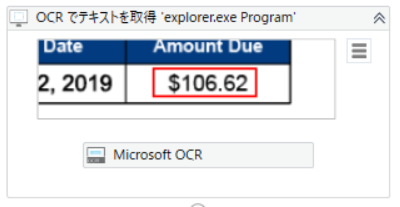 OCR でテキストを取得 'explorer.exe Program'
Date Amount Due
2, 2019 $106.62
Microsoft OCR